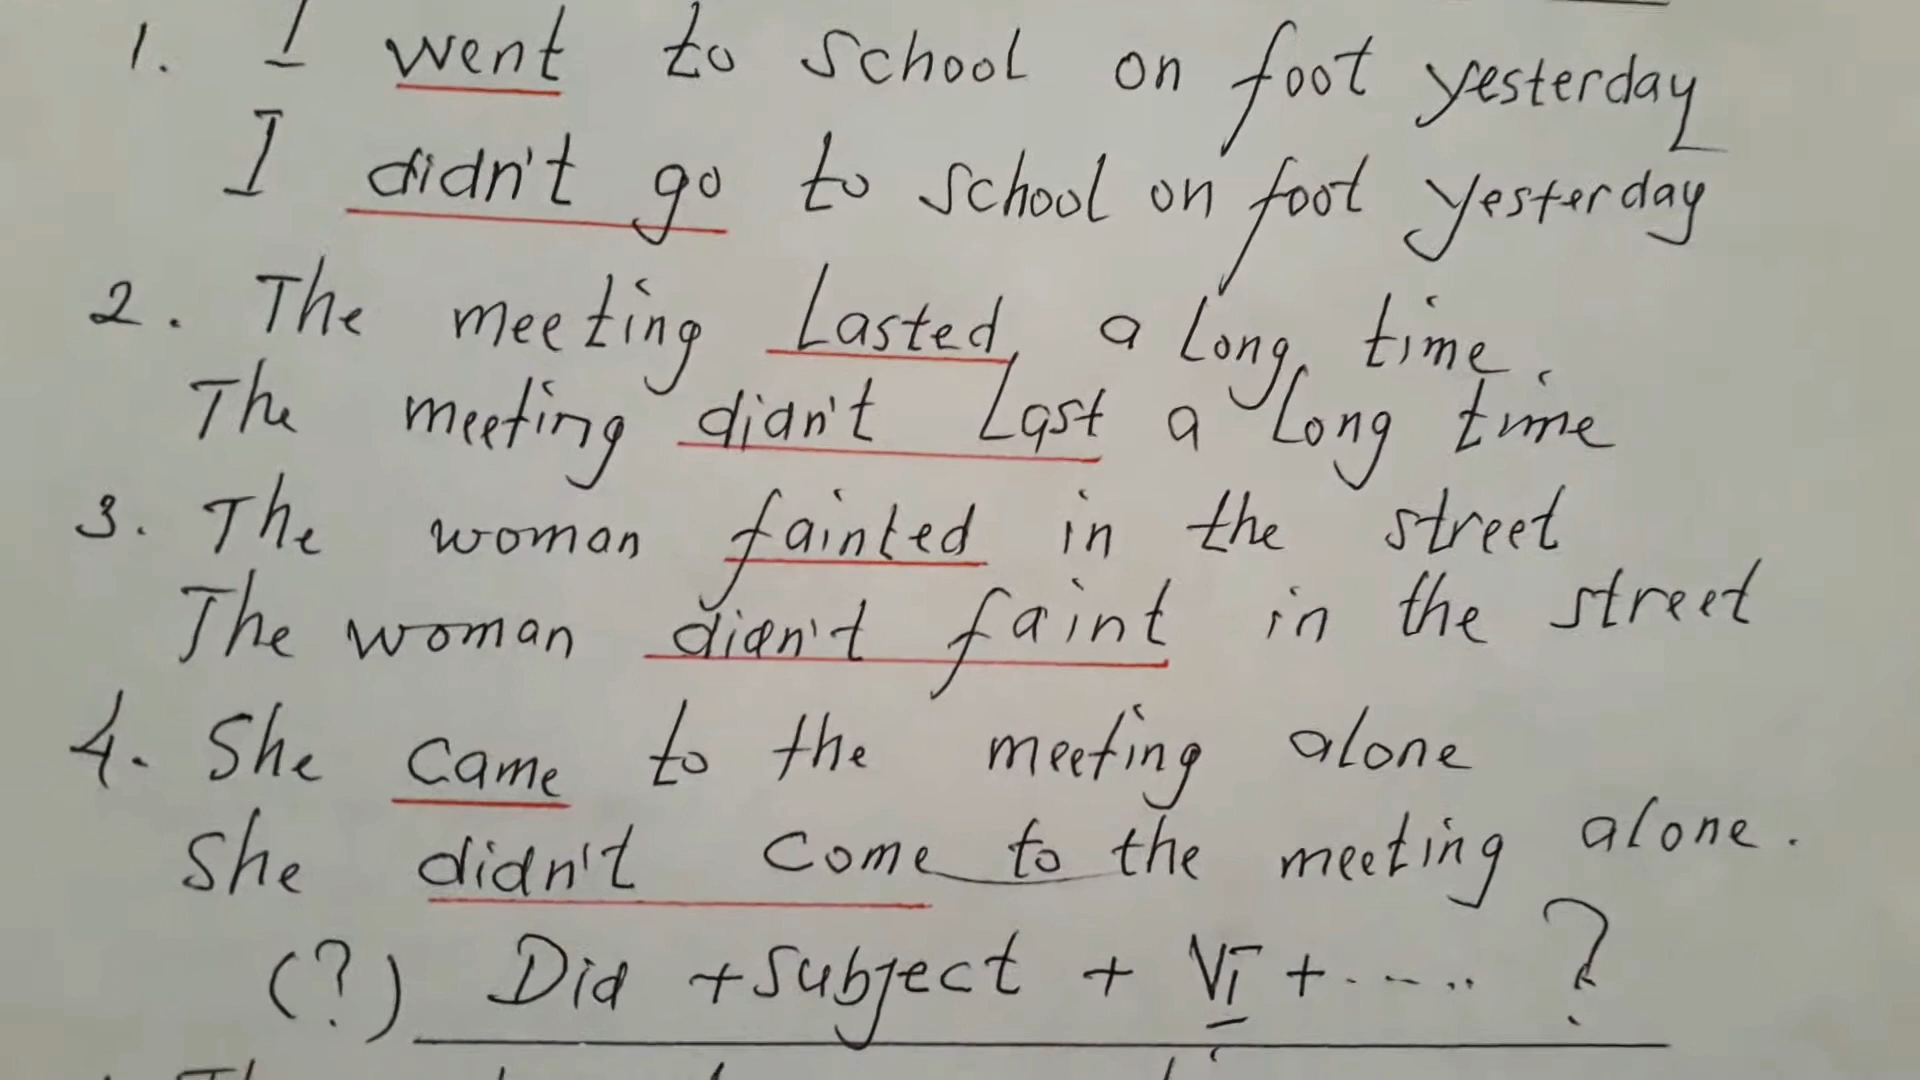 1. I went to school on foot yesterday
I didn't go to school on foot yesterday
2. The meeting Lasted a long time.
The meeting didn't Last a long time
3. The woman fainted in the street
The woman didn't faint in the street
4. She came to the meeting alone
She didn't come to the meeting alone.
(?) Did + Subject + VI + ..... ?